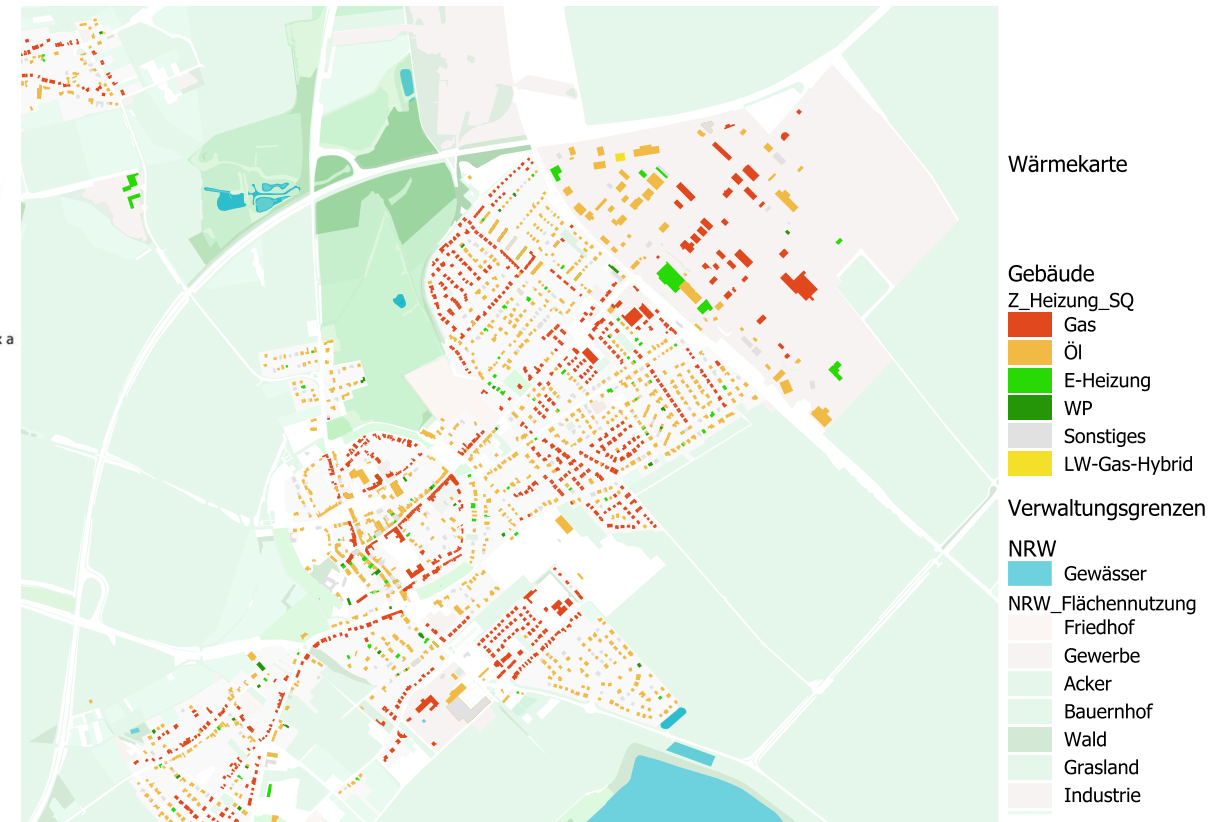 Wärmekarte
Gebäude
Z_Heizung_SQ
Gas
Öl
E-Heizung
WP
Sonstiges
LW-Gas-Hybrid
Verwaltungsgrenzen
NRW
Gewässer
NRW_Flächennutzung
Friedhof
Gewerbe
Acker
Bauernhof
Wald
Grasland
Industrie